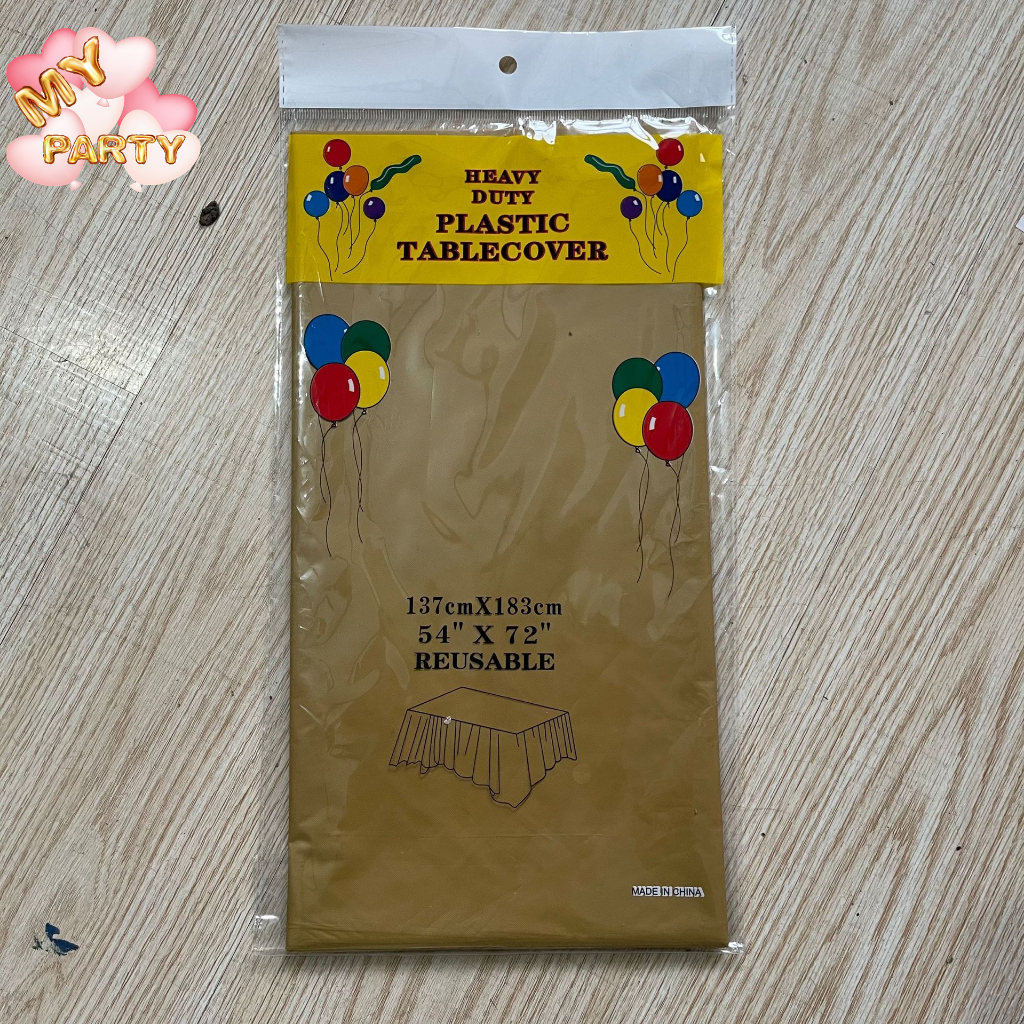 MY
PARTY
HEAVY
DUTY
PLASTIC
TABLECOVER
137cmX183cm
54" X 72"
REUSABLE
MADE IN CHINA